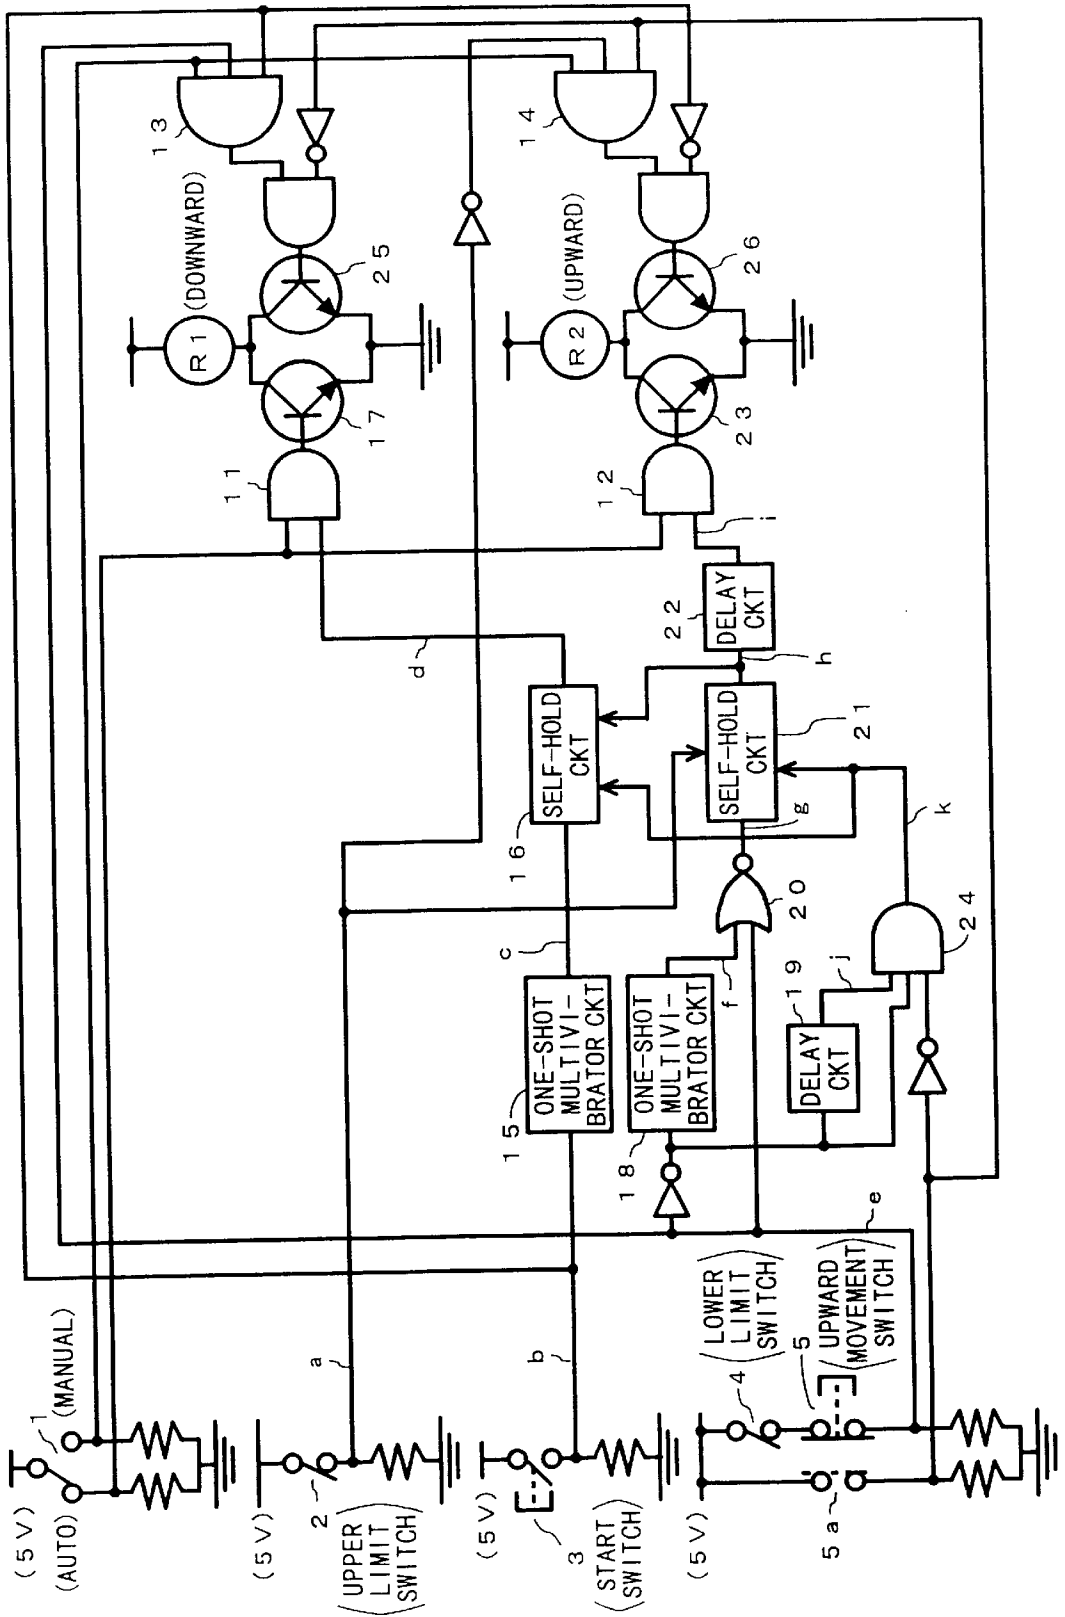 (5V)
(AUTO)
1
(MANUAL)
(5V)
2
(UPPER
LIMIT
SWITCH)
a
(5V)
3
(START
SWITCH)
b
(5V)
5a
4
(LOWER
LIMIT
SWITCH)
5
(UPWARD
MOVEMENT
SWITCH)
e
15
ONE-SHOT
MULTIVI-
BRATOR CKT
18
ONE-SHOT
MULTIVI-
BRATOR CKT
19
DELAY
CKT
c
f
j
20
24
g
k
16
SELF-HOLD
CKT
21
SELF-HOLD
CKT
d
h
22
DELAY
CKT
i
11
12
17
23
R1
(DOWNWARD)
25
R2
(UPWARD)
26
13
14